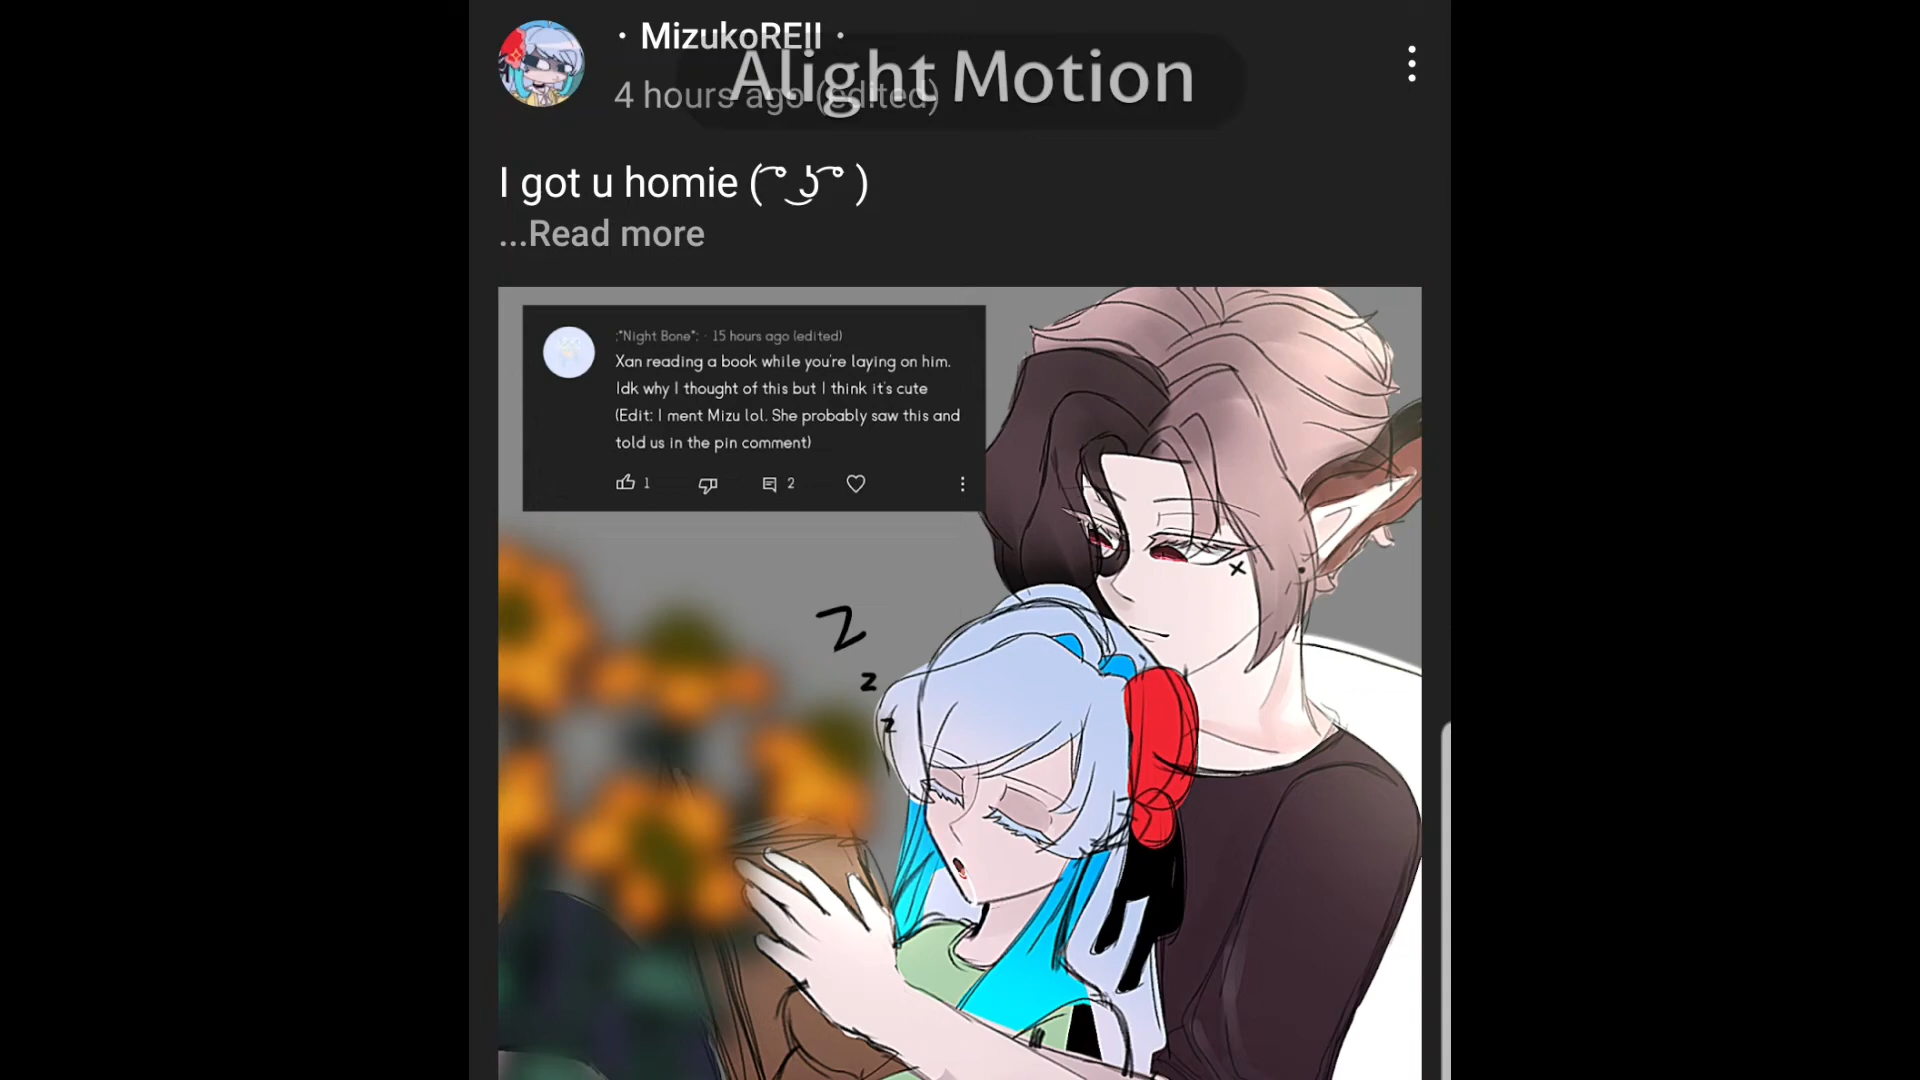 · MizukoREII ·
Alight Motion
4 hours ago (edited)
I got u homie ( ͡° ͜ʖ ͡° )
...Read more
;*Night Bone*; · 15 hours ago (edited)
Xan reading a book while you're laying on him.
Idk why I thought of this but I think it's cute
(Edit: I ment Mizu lol. She probably saw this and
told us in the pin comment)
1 2
Z
z
z